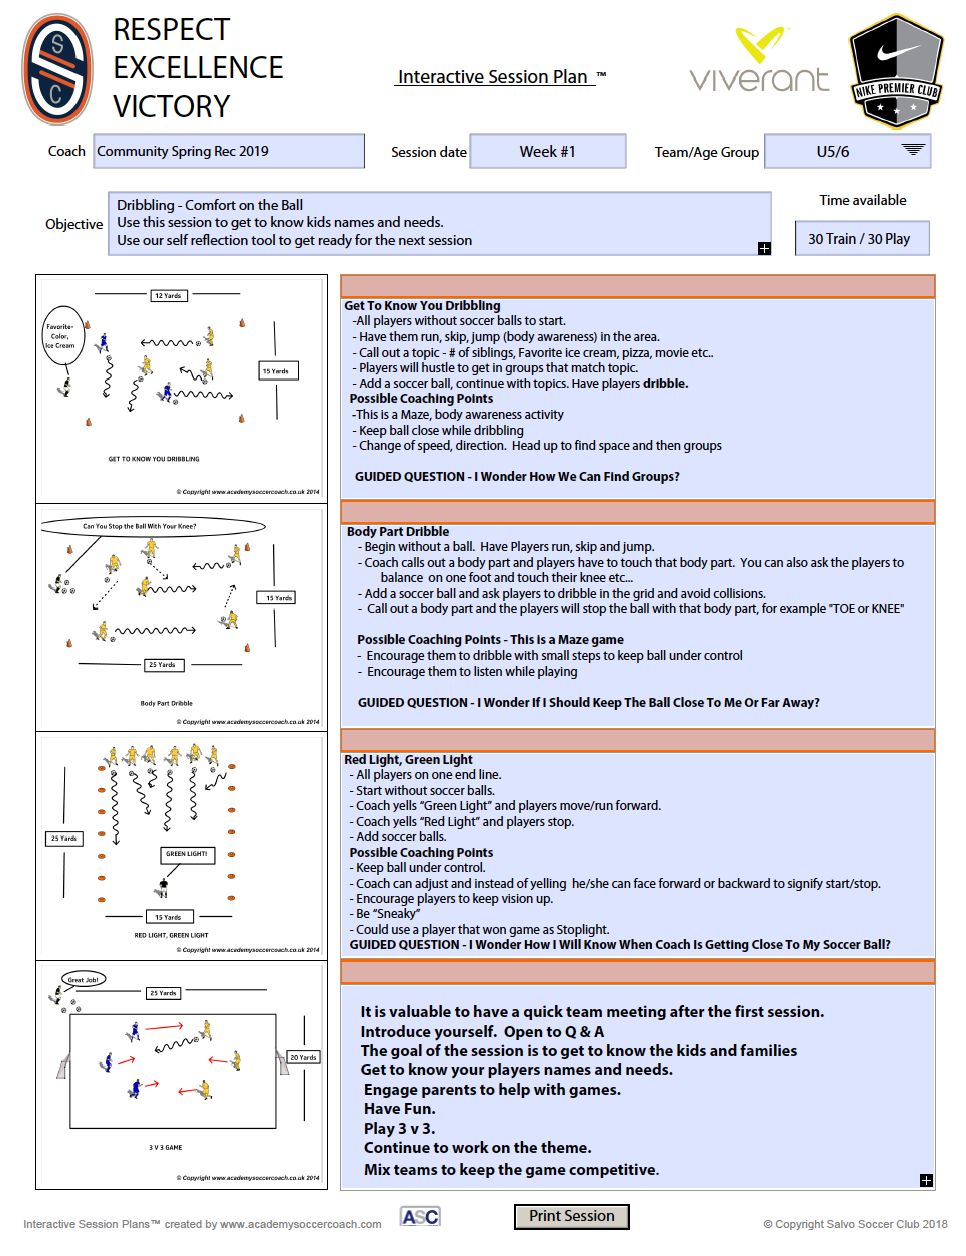 RESPECT
EXCELLENCE
VICTORY
S
S
C
Interactive Session Plan ™
viverant
NIKE PREMIER CLUB
Coach
Community Spring Rec 2019
Session date
Week #1
Team/Age Group
U5/6
Objective
Dribbling - Comfort on the Ball
Use this session to get to know kids names and needs.
Use our self reflection tool to get ready for the next session
Time available
30 Train / 30 Play
12 Yards
Favorite-
Color,
Ice Cream
15 Yards
GET TO KNOW YOU DRIBBLING
© Copyright www.academysoccercoach.co.uk 2014
Get To Know You Dribbling
-All players without soccer balls to start.
- Have them run, skip, jump (body awareness) in the area.
- Call out a topic - # of siblings, Favorite ice cream, pizza, movie etc..
- Players will hustle to get in groups that match topic.
- Add a soccer ball, continue with topics. Have players dribble.
Possible Coaching Points
-This is a Maze, body awareness activity
- Keep ball close while dribbling
- Change of speed, direction. Head up to find space and then groups
GUIDED QUESTION - I Wonder How We Can Find Groups?
Can You Stop the Ball With Your Knee?
15 Yards
25 Yards
Body Part Dribble
© Copyright www.academysoccercoach.co.uk 2014
Body Part Dribble
- Begin without a ball. Have Players run, skip and jump.
- Coach calls out a body part and players have to touch that body part. You can also ask the players to
balance on one foot and touch their knee etc...
- Add a soccer ball and ask players to dribble in the grid and avoid collisions.
- Call out a body part and the players will stop the ball with that body part, for example "TOE or KNEE"
Possible Coaching Points - This is a Maze game
- Encourage them to dribble with small steps to keep ball under control
- Encourage them to listen while playing
GUIDED QUESTION - I Wonder If I Should Keep The Ball Close To Me Or Far Away?
25 Yards
GREEN LIGHT!
15 Yards
RED LIGHT, GREEN LIGHT
© Copyright www.academysoccercoach.co.uk 2014
Red Light, Green Light
- All players on one end line.
- Start without soccer balls.
- Coach yells “Green Light” and players move/run forward.
- Coach yells “Red Light” and players stop.
- Add soccer balls.
Possible Coaching Points
- Keep ball under control.
- Coach can adjust and instead of yelling he/she can face forward or backward to signify start/stop.
- Encourage players to keep vision up.
- Be “Sneaky”
- Could use a player that won game as Stoplight.
GUIDED QUESTION - I Wonder How I Will Know When Coach Is Getting Close To My Soccer Ball?
Great Job!
25 Yards
20 Yards
3 V 3 GAME
© Copyright www.academysoccercoach.co.uk 2014
It is valuable to have a quick team meeting after the first session.
Introduce yourself. Open to Q & A
The goal of the session is to get to know the kids and families
Get to know your players names and needs.
Engage parents to help with games.
Have Fun.
Play 3 v 3.
Continue to work on the theme.
Mix teams to keep the game competitive.
Interactive Session Plans™ created by www.academysoccercoach.com
ASC
Print Session
© Copyright Salvo Soccer Club 2018